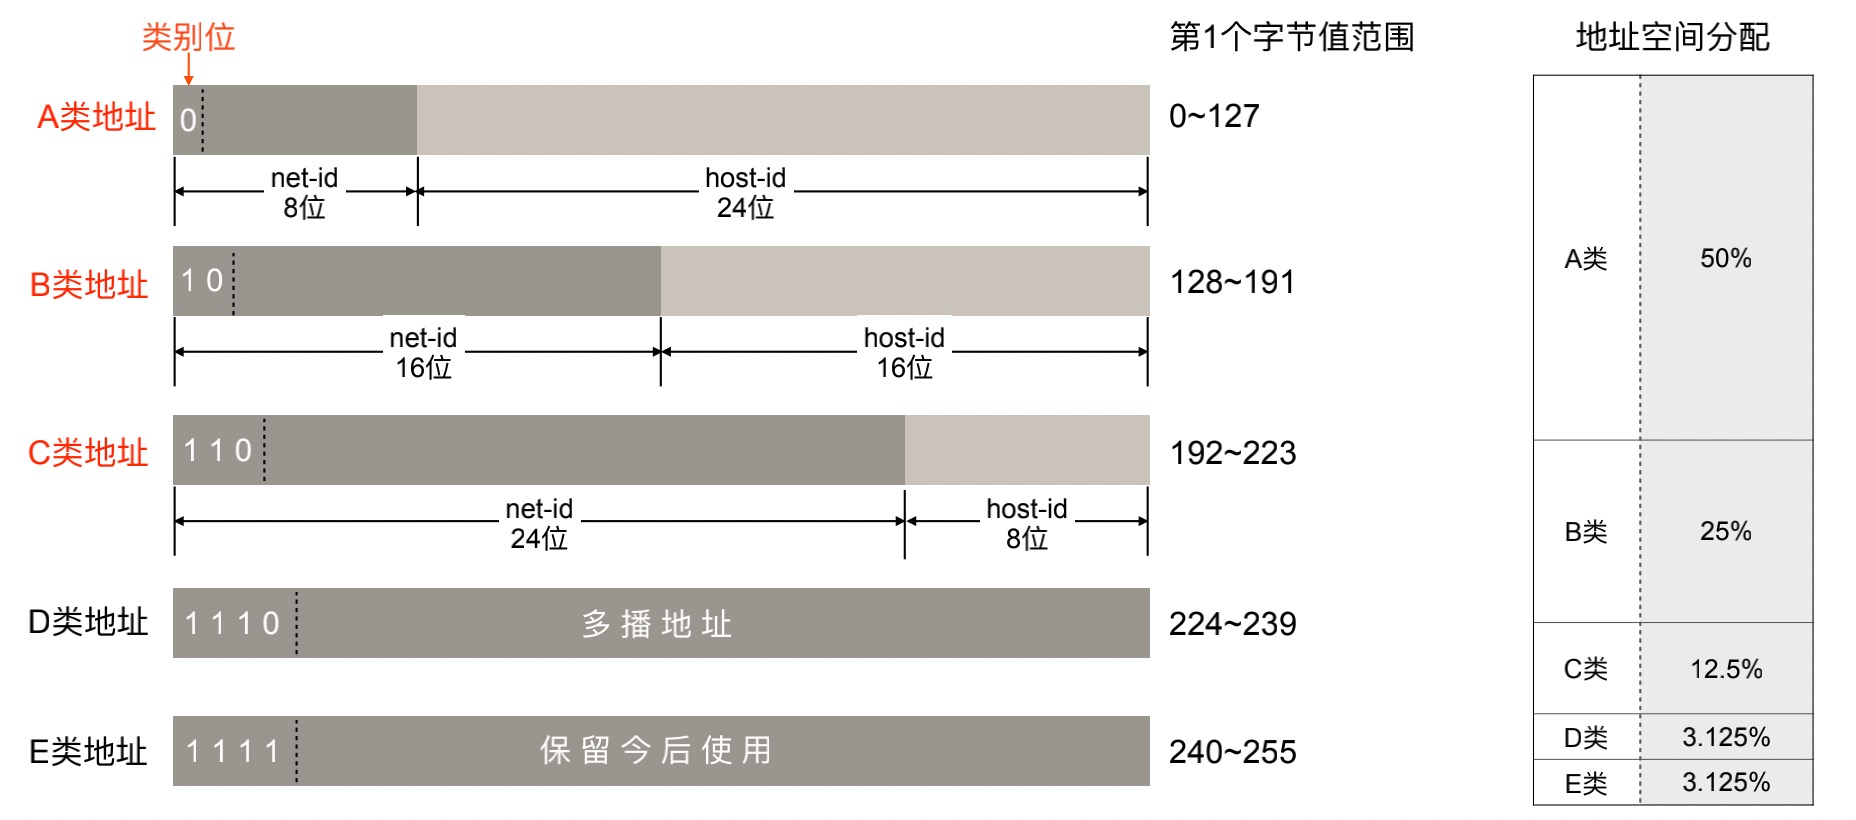 类别位
第1个字节值范围
地址空间分配
A类地址
0
0~127
net-id
8位
host-id
24位
B类地址
1 0
128~191
net-id
16位
host-id
16位
C类地址
1 1 0
192~223
net-id
24位
host-id
8位
D类地址
1 1 1 0
多播地址
224~239
E类地址
1 1 1 1
保留今后使用
240~255
A类
50%
B类
25%
C类
12.5%
D类
3.125%
E类
3.125%